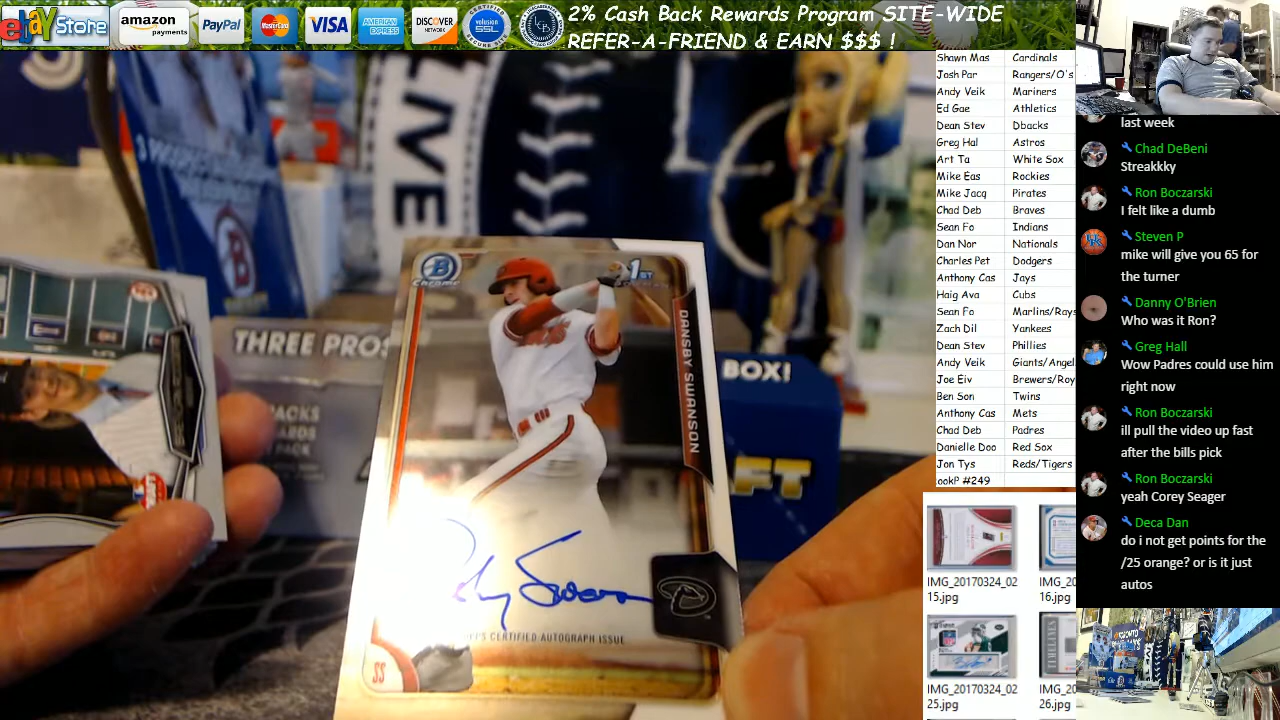 ebay Store
amazon payments
PayPal
MasterCard
VISA
AMERICAN EXPRESS
DISCOVER NETWORK
SSL
2% Cash Back Rewards Program SITE-WIDE
REFER-A-FRIEND & EARN $$$ !
Shawn Mas Cardinals
Josh Par Rangers/O's
Andy Veik Mariners
Ed Gae Athletics
Dean Stev Dbacks
Greg Hal Astros
Art Ta White Sox
Mike Eas Rockies
Mike Jacq Pirates
Chad Deb Braves
Sean Fo Indians
Dan Nor Nationals
Charles Pet Dodgers
Anthony Cas Jays
Haig Ava Cubs
Sean Fo Marlins/Rays
Zach Dil Yankees
Dean Stev Phillies
Andy Veik Giants/Angel
Joe Eiv Brewers/Roy
Ben Son Twins
Anthony Cas Mets
Chad Deb Padres
Danielle Doo Red Sox
Jon Tys Reds/Tigers
ookP #249
last week
Chad DeBeni
Streakkky
Ron Boczarski
I felt like a dumb
Steven P
mike will give you 65 for
the turner
Danny O'Brien
Who was it Ron?
Greg Hall
Wow Padres could use him
right now
Ron Boczarski
ill pull the video up fast
after the bills pick
Ron Boczarski
yeah Corey Seager
Deca Dan
do i not get points for the
/25 orange? or is it just
autos
IMG_20170324_02
15.jpg
IMG_20
16.jpg
IMG_20170324_02
25.jpg
IMG_20
26.jpg
THREE PROS
BOX!
B
Chrome
1ST
DANSBY SWANSON
CERTIFIED AUTOGRAPH ISSUE
SS